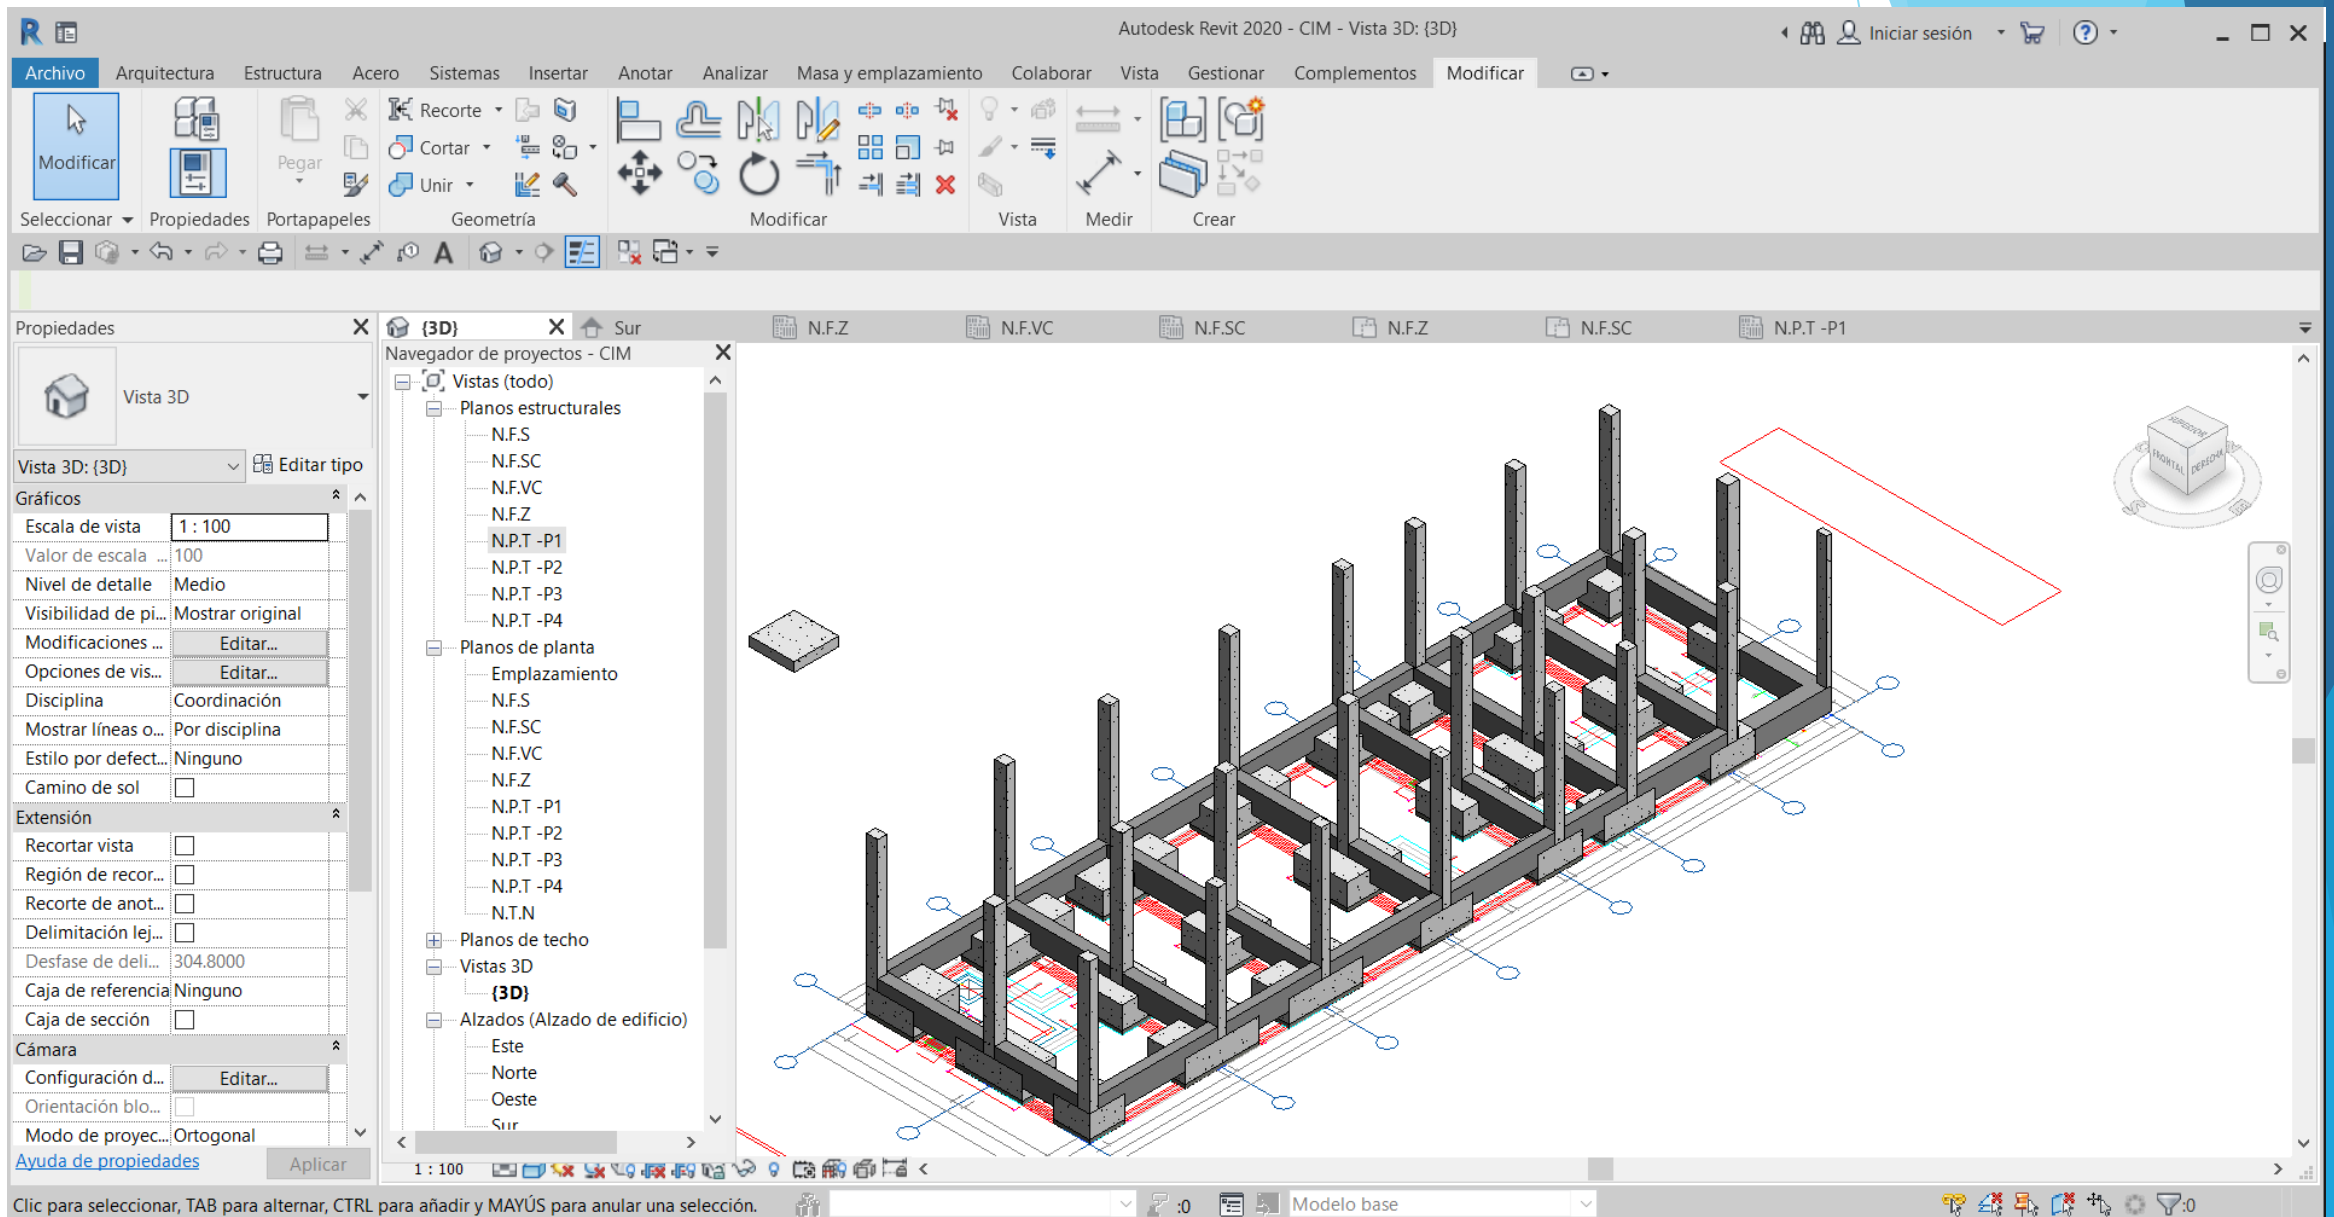 Autodesk Revit 2020 - CIM - Vista 3D: {3D}
Iniciar sesión
Archivo Arquitectura Estructura Acero Sistemas Insertar Anotar Analizar Masa y emplazamiento Colaborar Vista Gestionar Complementos Modificar
Modificar
Pegar
Recorte
Cortar
Unir
Seleccionar Propiedades Portapapeles Geometría Modificar Vista Medir Crear
Propiedades
{3D} Sur N.F.Z N.F.VC N.F.SC N.F.Z N.F.SC N.P.T -P1
Vista 3D
Vista 3D: {3D} Editar tipo
Gráficos
Escala de vista 1 : 100
Valor de escala ... 100
Nivel de detalle Medio
Visibilidad de pi... Mostrar original
Modificaciones ... Editar...
Opciones de vis... Editar...
Disciplina Coordinación
Mostrar líneas o... Por disciplina
Estilo por defect... Ninguno
Camino de sol
Extensión
Recortar vista
Región de recor...
Recorte de anot...
Delimitación lej...
Desfase de deli... 304.8000
Caja de referencia Ninguno
Caja de sección
Cámara
Configuración d... Editar...
Orientación blo...
Modo de proyec... Ortogonal
Ayuda de propiedades Aplicar
Navegador de proyectos - CIM
Vistas (todo)
Planos estructurales
N.F.S
N.F.SC
N.F.VC
N.F.Z
N.P.T -P1
N.P.T -P2
N.P.T -P3
N.P.T -P4
Planos de planta
Emplazamiento
N.F.S
N.F.SC
N.F.VC
N.F.Z
N.P.T -P1
N.P.T -P2
N.P.T -P3
N.P.T -P4
N.T.N
Planos de techo
Vistas 3D
{3D}
Alzados (Alzado de edificio)
Este
Norte
Oeste
Sur
SUPERIOR
FRONTAL
1 : 100
Clic para seleccionar, TAB para alternar, CTRL para añadir y MAYÚS para anular una selección. :0 Modelo base :0